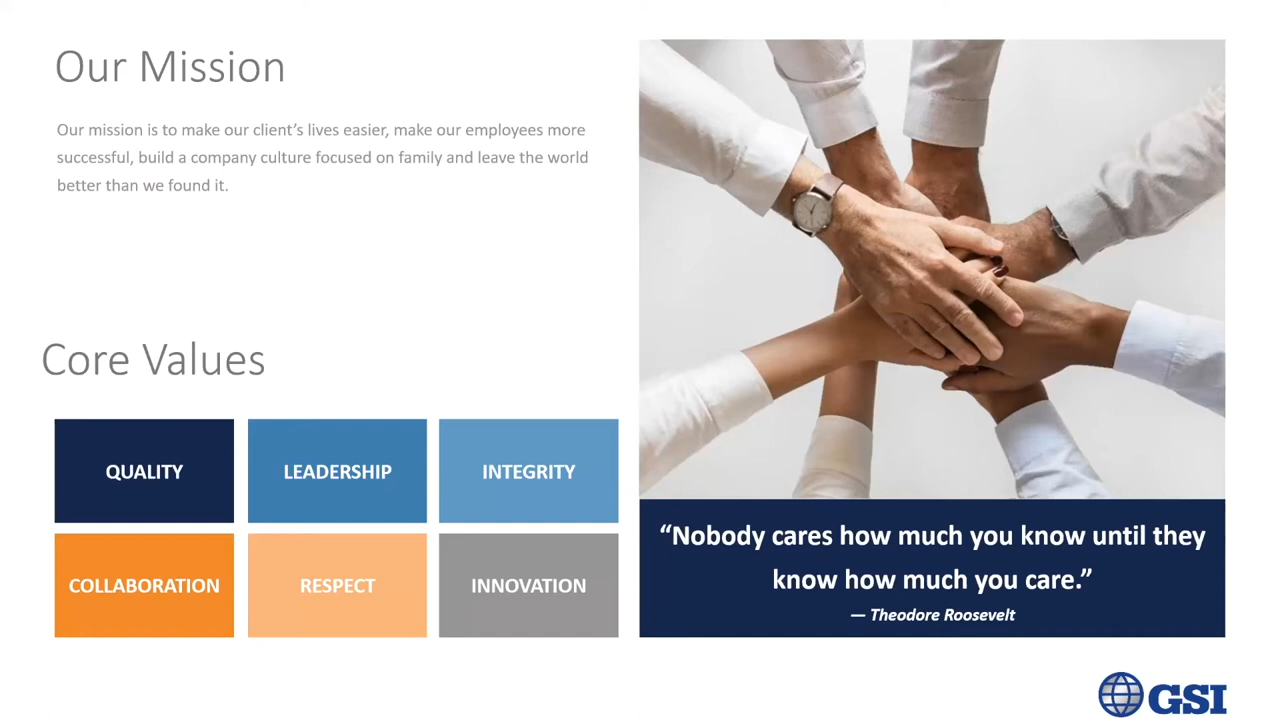 Our Mission
Our mission is to make our client’s lives easier, make our employees more
successful, build a company culture focused on family and leave the world
better than we found it.
Core Values
QUALITY
LEADERSHIP
INTEGRITY
COLLABORATION
RESPECT
INNOVATION
“Nobody cares how much you know until they
know how much you care.”
— Theodore Roosevelt
GSI